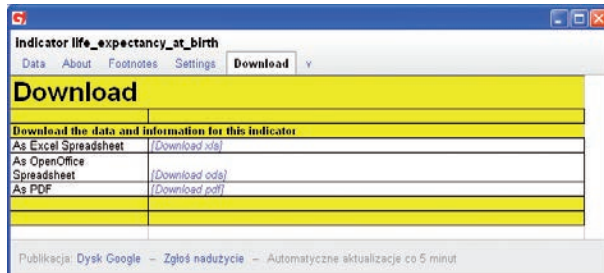 indicator life_expectancy_at_birth
Data About Footnotes Settings Download v
Download
Download the data and information for this indicator
As Excel Spreadsheet [Download xls]
As OpenOffice
Spreadsheet [Download ods]
As PDF [Download pdf]
Publikacja: Dysk Google – Zgłoś nadużycie – Automatyczne aktualizacje co 5 minut